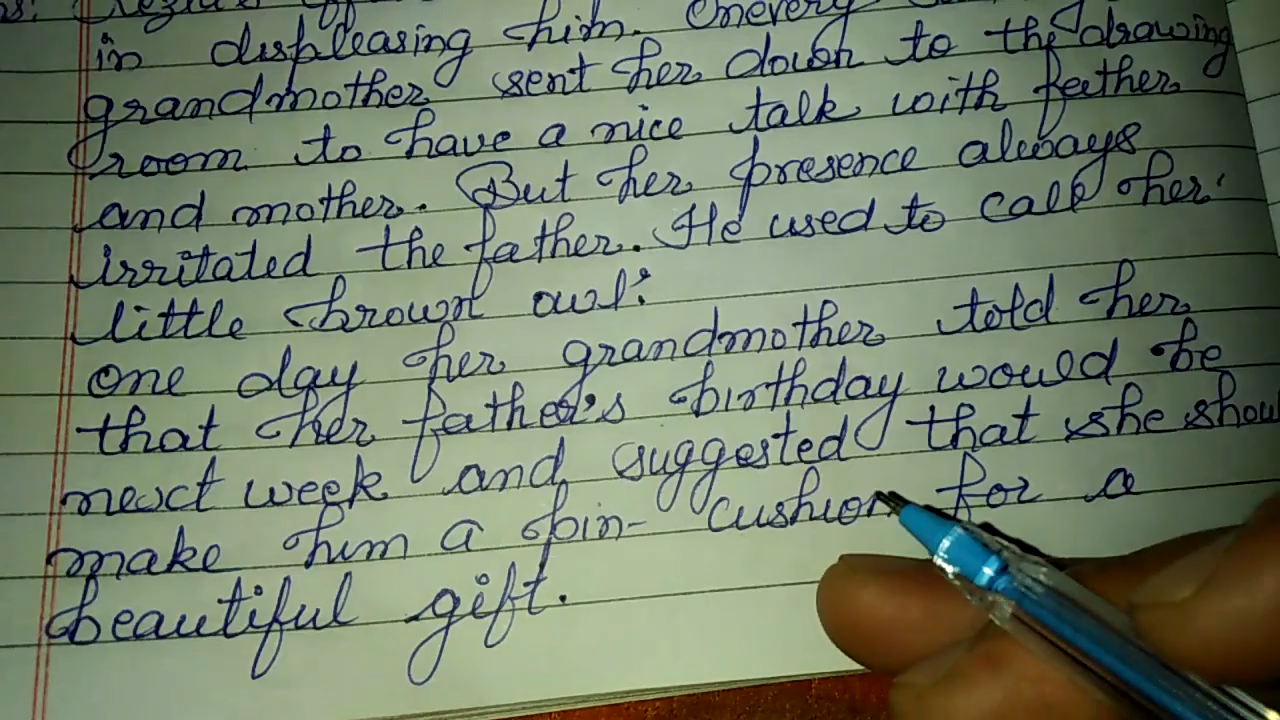 in displeasing him. Onevery
grandmother sent her down to the drawing
room to have a nice talk with feather
and mother. But her presence always
irritated the father. He used to call her
little brown owl:
one day her grandmother told her
that her father's birthday would be
next week and suggested that she shou
make him a pin- cushion for a
beautiful gift.